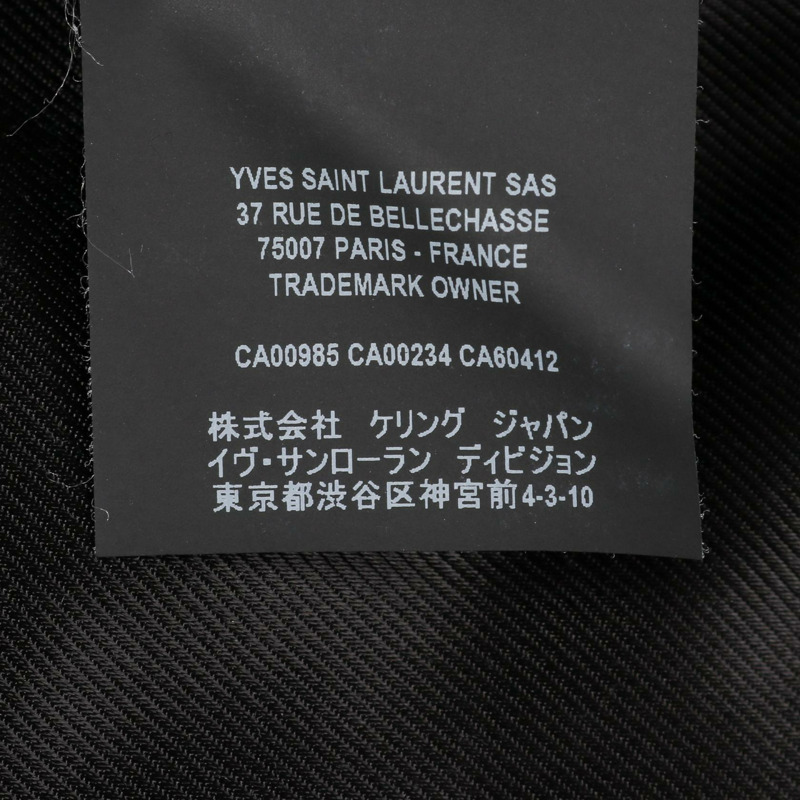 YVES SAINT LAURENT SAS
37 RUE DE BELLECHASSE
75007 PARIS - FRANCE
TRADEMARK OWNER
CA00985 CA00234 CA60412
株式会社 ケリング ジャパン
イヴ・サンローラン ディビジョン
東京都渋谷区神宮前4-3-10